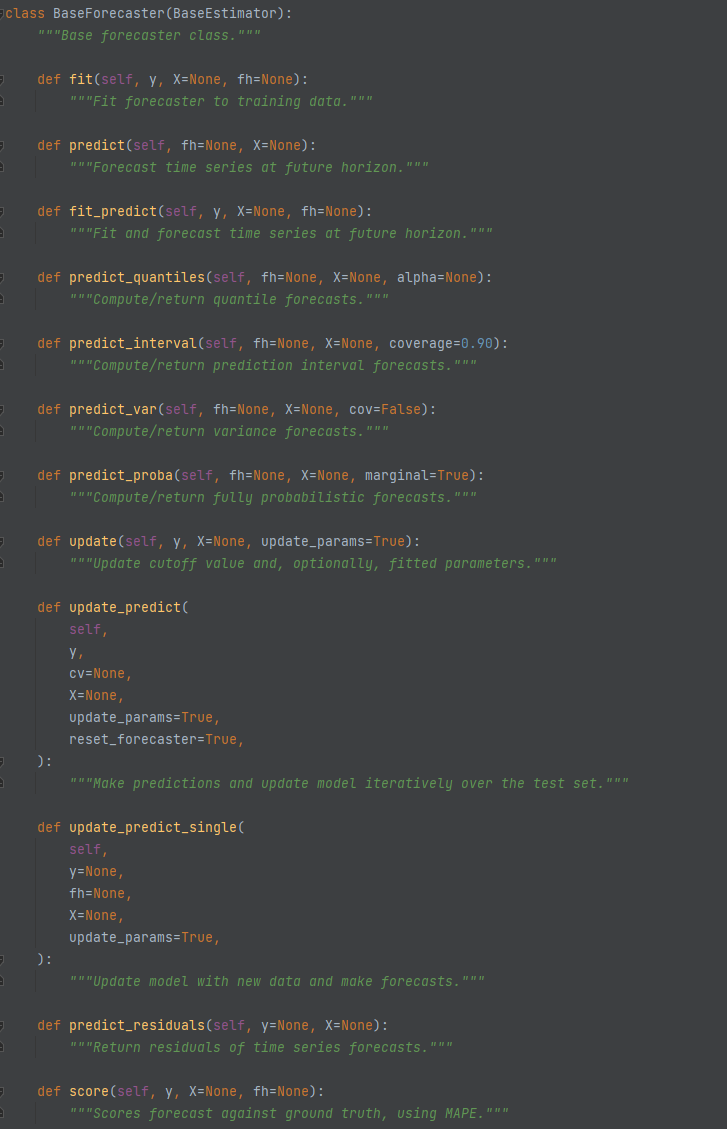 class BaseForecaster(BaseEstimator):
"""Base forecaster class."""
def fit(self, y, X=None, fh=None):
"""Fit forecaster to training data."""
def predict(self, fh=None, X=None):
"""Forecast time series at future horizon."""
def fit_predict(self, y, X=None, fh=None):
"""Fit and forecast time series at future horizon."""
def predict_quantiles(self, fh=None, X=None, alpha=None):
"""Compute/return quantile forecasts."""
def predict_interval(self, fh=None, X=None, coverage=0.90):
"""Compute/return prediction interval forecasts."""
def predict_var(self, fh=None, X=None, cov=False):
"""Compute/return variance forecasts."""
def predict_proba(self, fh=None, X=None, marginal=True):
"""Compute/return fully probabilistic forecasts."""
def update(self, y, X=None, update_params=True):
"""Update cutoff value and, optionally, fitted parameters."""
def update_predict(
self,
y,
cv=None,
X=None,
update_params=True,
reset_forecaster=True,
):
"""Make predictions and update model iteratively over the test set."""
def update_predict_single(
self,
y=None,
fh=None,
X=None,
update_params=True,
):
"""Update model with new data and make forecasts."""
def predict_residuals(self, y=None, X=None):
"""Return residuals of time series forecasts."""
def score(self, y, X=None, fh=None):
"""Scores forecast against ground truth, using MAPE."""